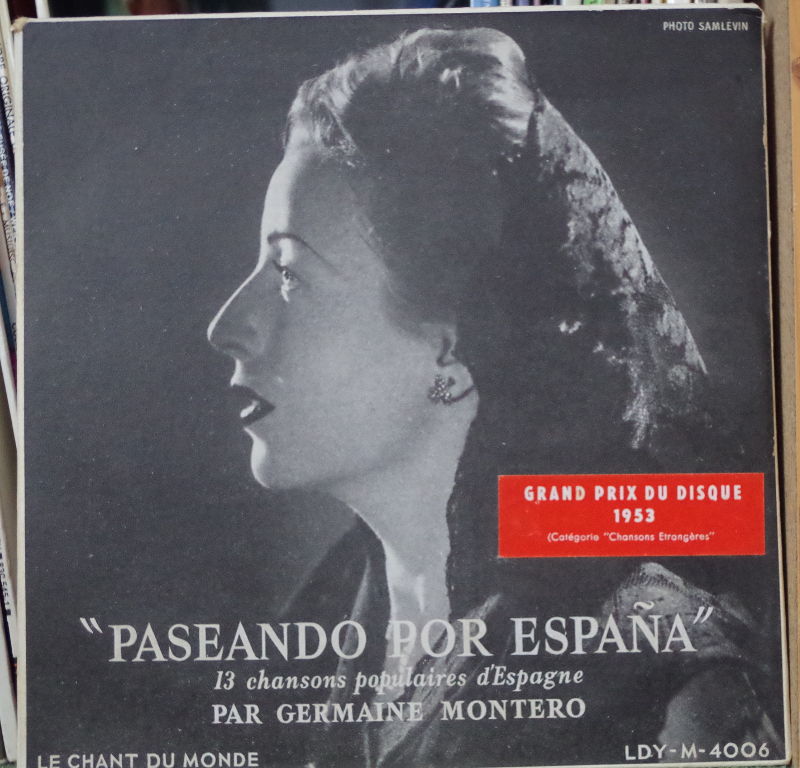 PHOTO SAMLEVIN
GRAND PRIX DU DISQUE
1953
(Catégorie "Chansons Etrangères"
"PASEANDO POR ESPAÑA"
13 chansons populaires d'Espagne
PAR GERMAINE MONTERO
LE CHANT DU MONDE
LDY-M-4006